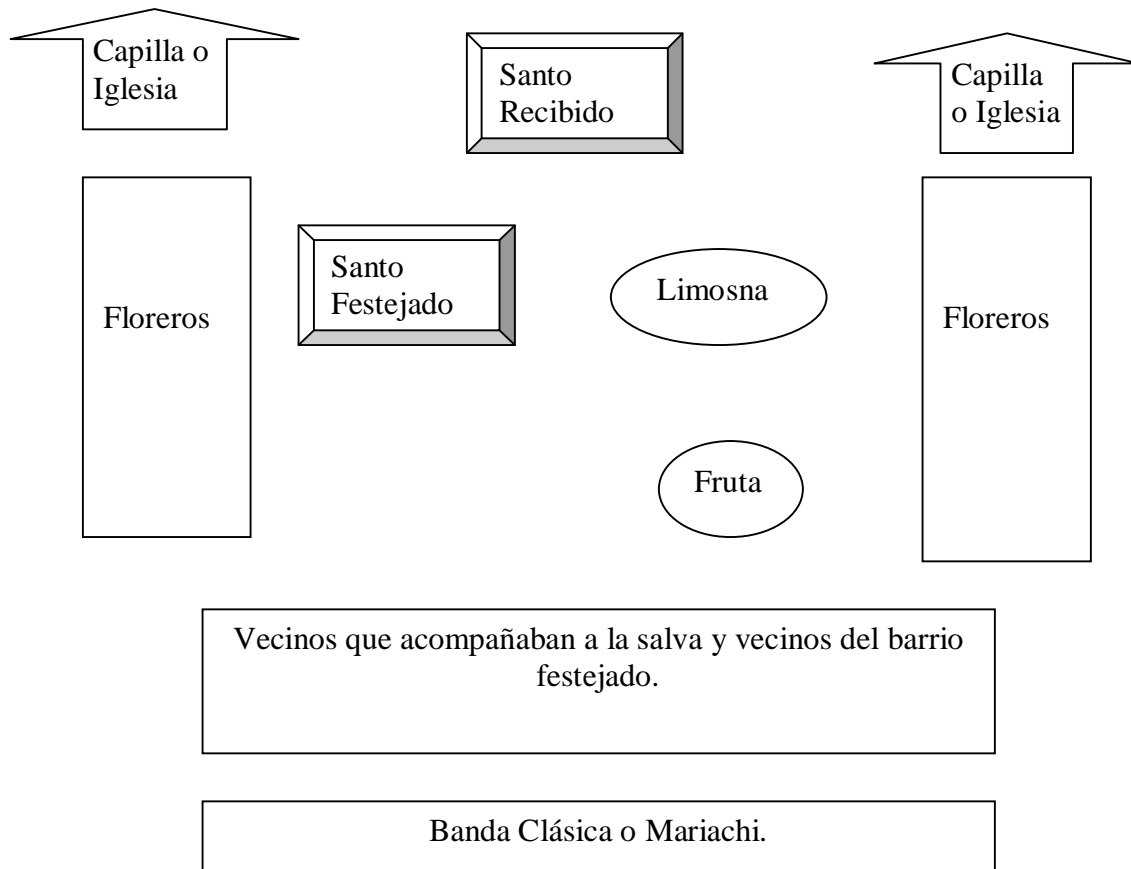 Capilla o
Iglesia
Santo
Recibido
Capilla
o Iglesia
Santo
Festejado
Limosna
Floreros
Floreros
Fruta
Vecinos que acompañaban a la salva y vecinos del barrio
festejado.
Banda Clásica o Mariachi.